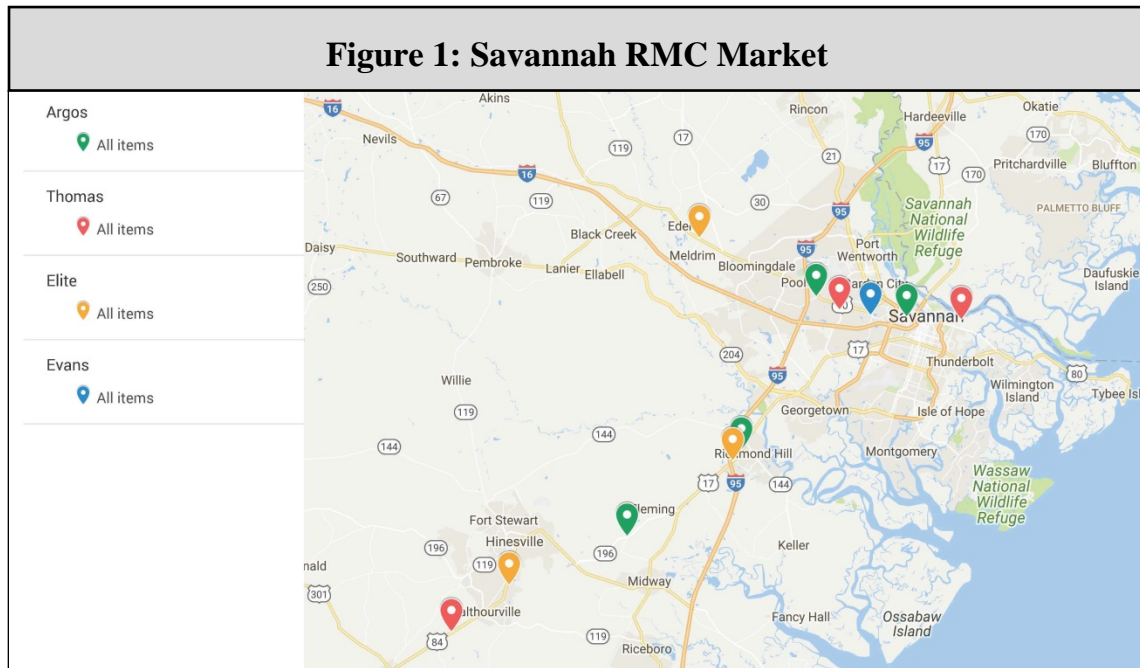 Figure 1: Savannah RMC Market
Argos
All items
Thomas
All items
Elite
All items
Evans
All items
16
Akins
Rincon
Okatie
Hardeeville
Nevils
119
17
95
170
21
17
Pritchardville
Bluffton
16
170
67
119
30
Savannah
National
Wildlife
Refuge
PALMETTO BLUFF
95
Black Creek
Meldrim
Port
Wentworth
95
Daisy
Southward
Pembroke
Lanier
Ellabell
Bloomingdale
Daufuskie
Island
250
Savannah
204
17
Thunderbolt
80
95
Wilmington
Island
Tybee Isl
Willie
119
Georgetown
Isle of Hope
144
144
Richmond Hill
Montgomery
17
95
144
Wassaw
National
Wildlife
Refuge
Fort Stewart
Hinesville
196
119
196
Keller
nald
301
Midway
84
119
Fancy Hall
Ossabaw
Island
Riceboro